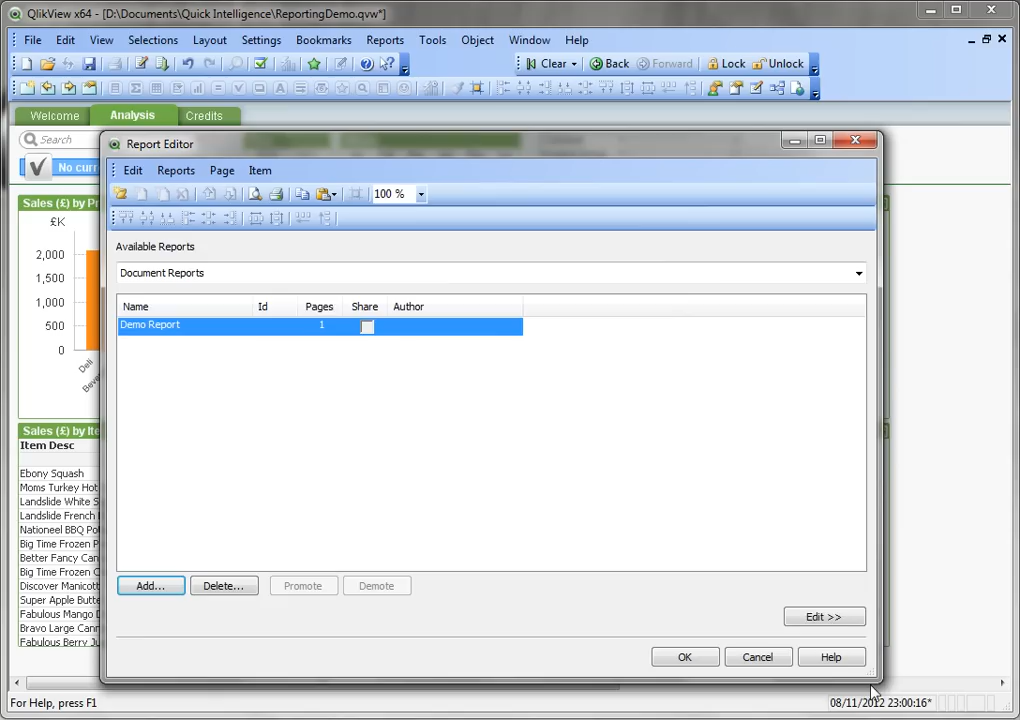 QlikView x64 - [D:\Documents\Quick Intelligence\ReportingDemo.qvw*]
File Edit View Selections Layout Settings Bookmarks Reports Tools Object Window Help
Clear Back Forward Lock Unlock
Welcome Analysis Credits
Search
No curr
Sales (£) by Pr
£K
2,000
1,500
1,000
500
0
Deli
Beve
Sales (£) by Ite
Item Desc
Ebony Squash
Moms Turkey Hot
Landslide White S
Landslide French
Nationeel BBQ Po
Big Time Frozen P
Better Fancy Can
Big Time Frozen C
Discover Manicott
Super Apple Butte
Fabulous Mango D
Bravo Large Cann
Fabulous Berry Ju
Report Editor
Edit Reports Page Item
100 %
Available Reports
Document Reports
Name Id Pages Share Author
Demo Report 1
Add... Delete... Promote Demote
Edit >>
OK Cancel Help
For Help, press F1
08/11/2012 23:00:16*